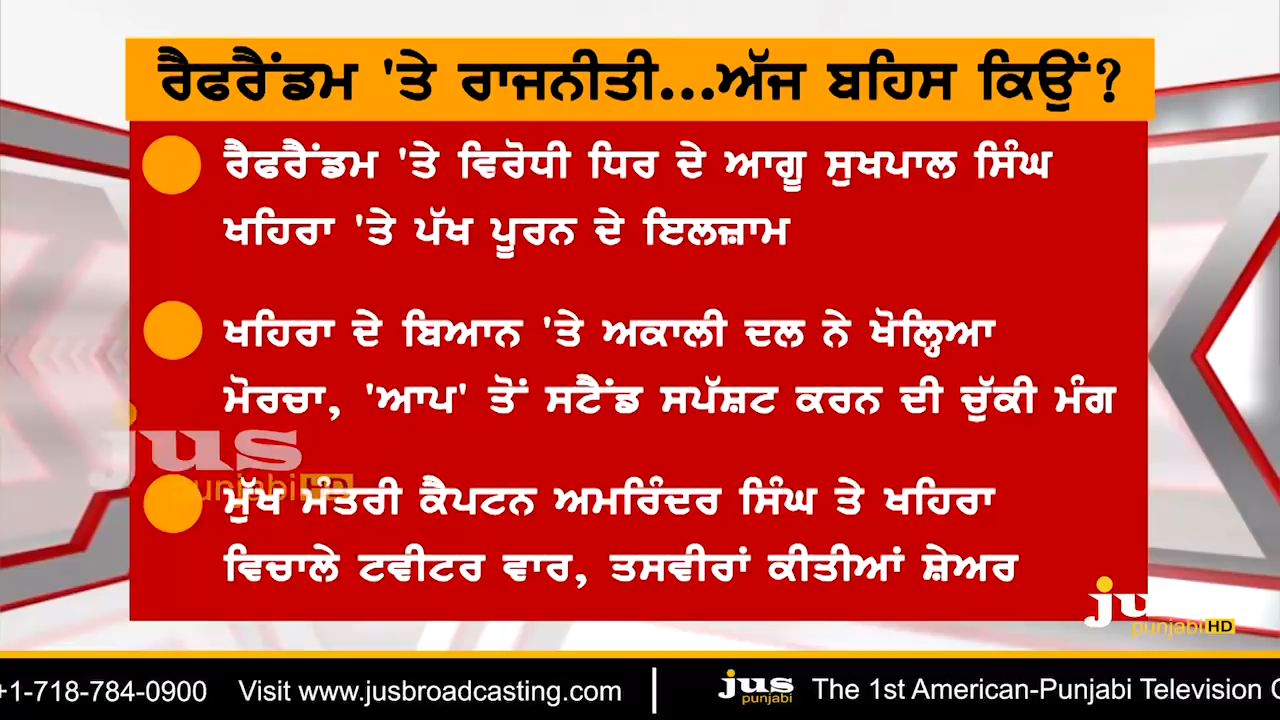 ਰੈਫਰੈਂਡਮ 'ਤੇ ਰਾਜਨੀਤੀ...ਅੱਜ ਬਹਿਸ ਕਿਉਂ?
ਰੈਫਰੈਂਡਮ 'ਤੇ ਵਿਰੋਧੀ ਧਿਰ ਦੇ ਆਗੂ ਸੁਖਪਾਲ ਸਿੰਘ
ਖਹਿਰਾ 'ਤੇ ਪੱਖ ਪੂਰਨ ਦੇ ਇਲਜ਼ਾਮ
ਖਹਿਰਾ ਦੇ ਬਿਆਨ 'ਤੇ ਅਕਾਲੀ ਦਲ ਨੇ ਖੋਲ੍ਹਿਆ
ਮੋਰਚਾ, 'ਆਪ' ਤੋਂ ਸਟੈਂਡ ਸਪੱਸ਼ਟ ਕਰਨ ਦੀ ਚੁੱਕੀ ਮੰਗ
jus
punjabi HD
ਮੁੱਖ ਮੰਤਰੀ ਕੈਪਟਨ ਅਮਰਿੰਦਰ ਸਿੰਘ ਤੇ ਖਹਿਰਾ
ਵਿਚਾਲੇ ਟਵੀਟਰ ਵਾਰ, ਤਸਵੀਰਾਂ ਕੀਤੀਆਂ ਸ਼ੇਅਰ
jus
punjabi HD
+1-718-784-0900 Visit www.jusbroadcasting.com
jus
punjabi
The 1st American-Punjabi Television